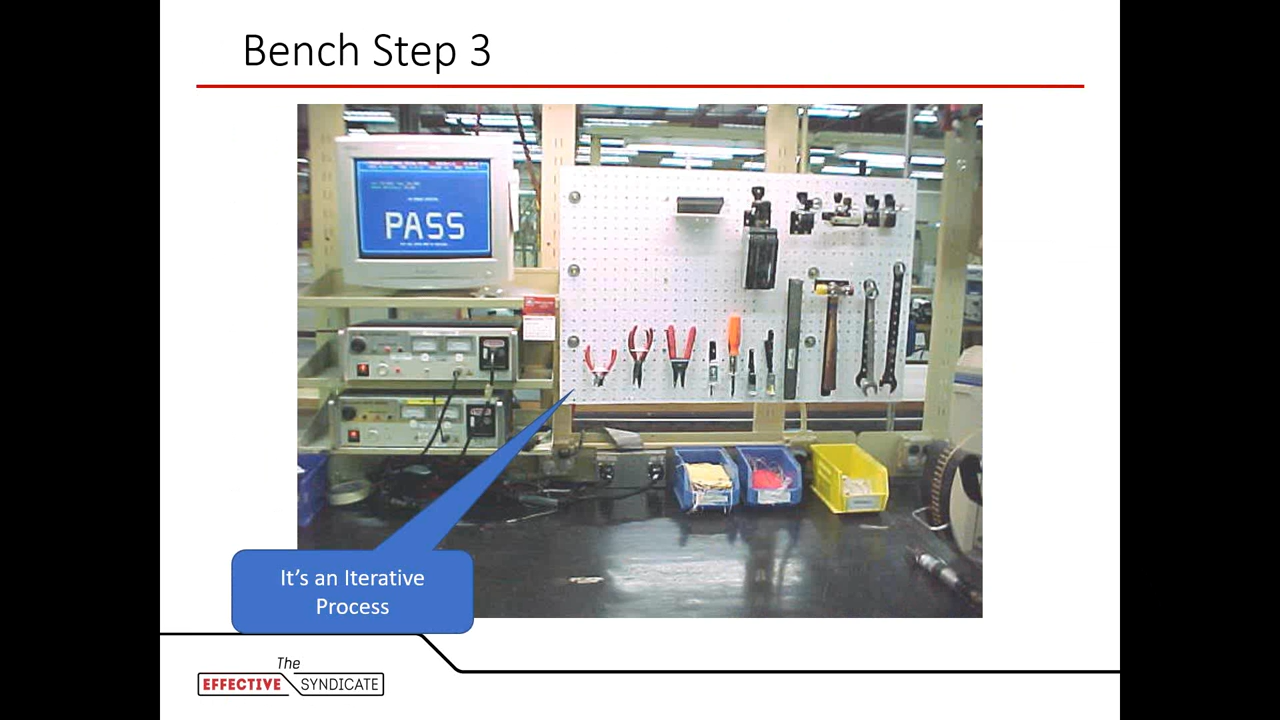 Bench Step 3
PASS
It's an Iterative
Process
The
EFFECTIVE SYNDICATE